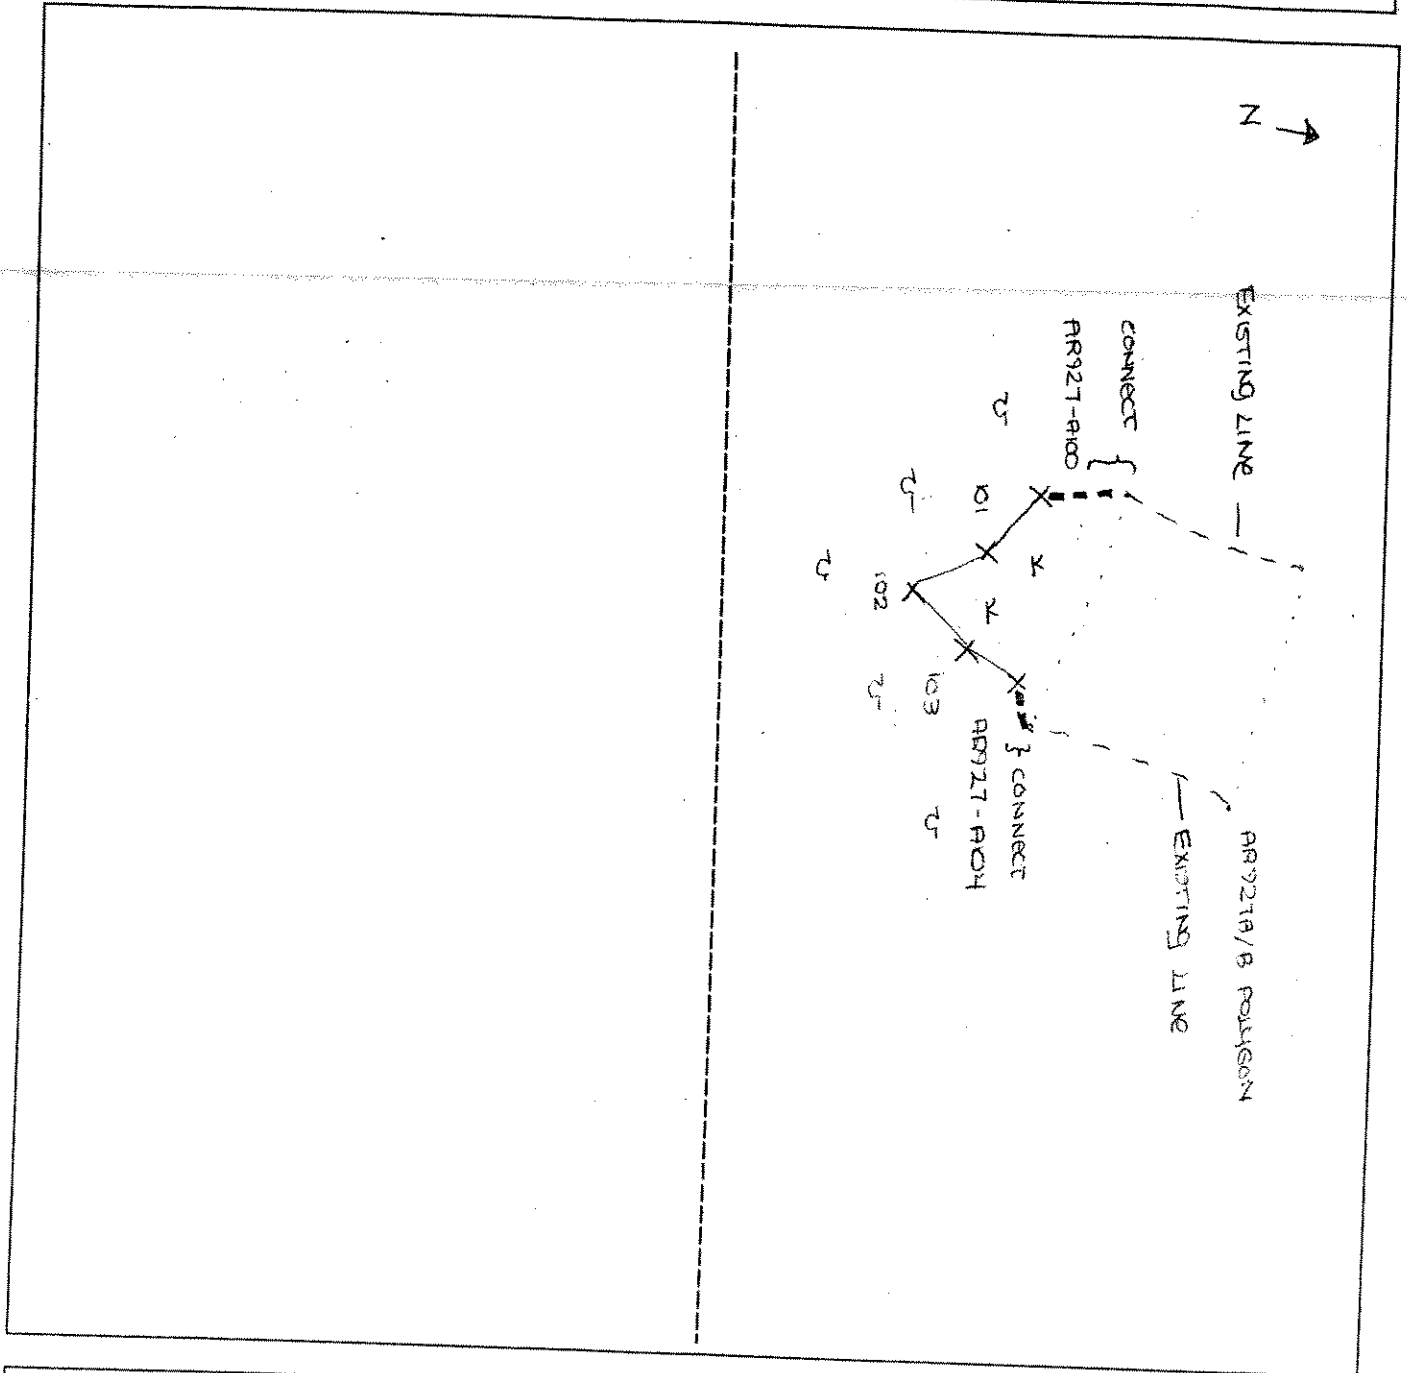 N
EXISTING LINE
AR927A/B POLYGON
EXISTING LINE
CONNECT
AR927-A100
K
CONNECT
K
101
AR927-A104
103
102